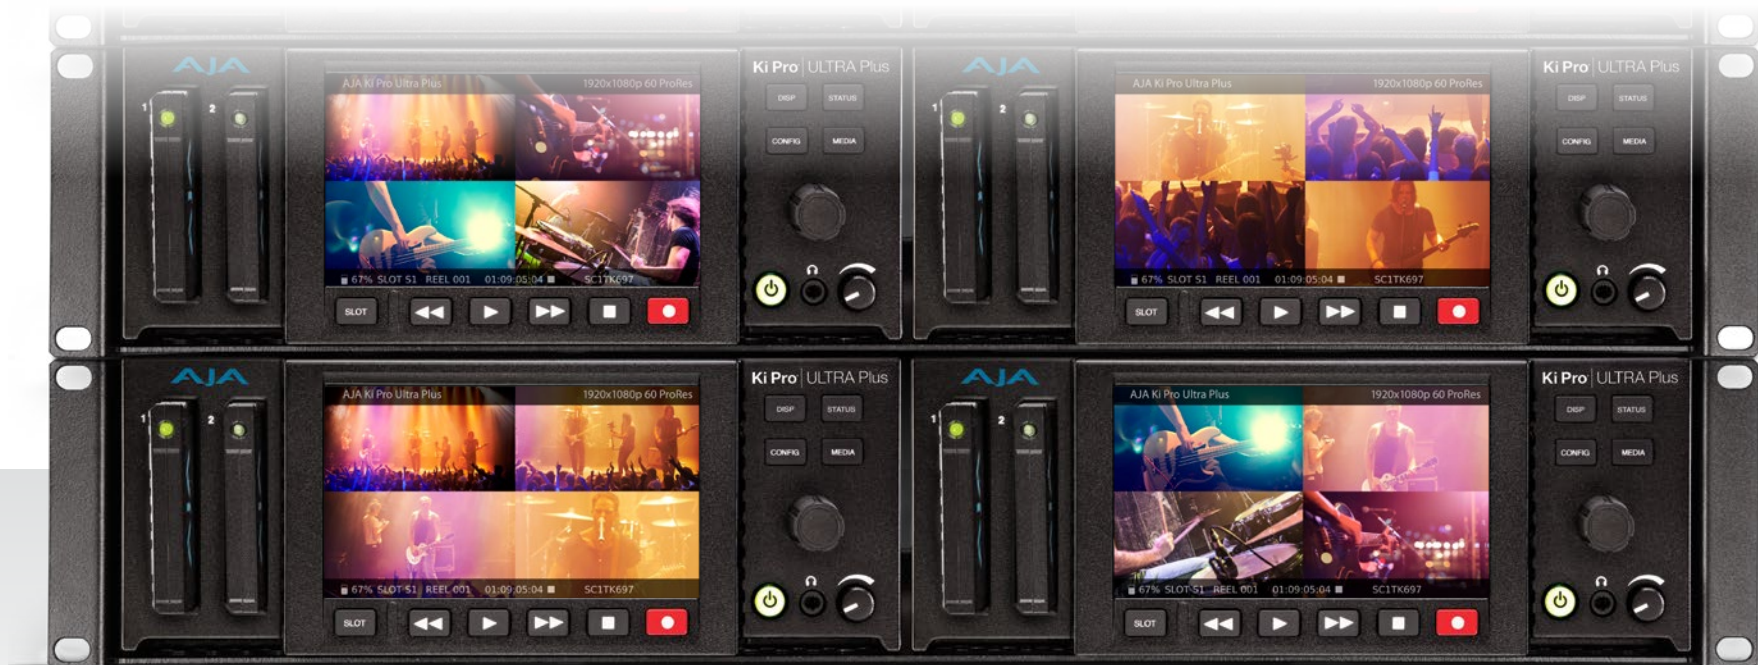 AJA
1
2
AJA Ki Pro Ultra Plus 1920x1080p 60 ProRes
67% SLOT S1 REEL 001 01:09:05:04 SC1TK697
SLOT
Ki Pro ULTRA Plus
DISP STATUS
CONFIG MEDIA
AJA
1
2
AJA Ki Pro Ultra Plus 1920x1080p 60 ProRes
67% SLOT S1 REEL 001 01:09:05:04 SC1TK697
SLOT
Ki Pro ULTRA Plus
DISP STATUS
CONFIG MEDIA
AJA
1
2
AJA Ki Pro Ultra Plus 1920x1080p 60 ProRes
67% SLOT S1 REEL 001 01:09:05:04 SC1TK697
SLOT
Ki Pro ULTRA Plus
DISP STATUS
CONFIG MEDIA
AJA
1
2
AJA Ki Pro Ultra Plus 1920x1080p 60 ProRes
67% SLOT S1 REEL 001 01:09:05:04 SC1TK697
SLOT
Ki Pro ULTRA Plus
DISP STATUS
CONFIG MEDIA